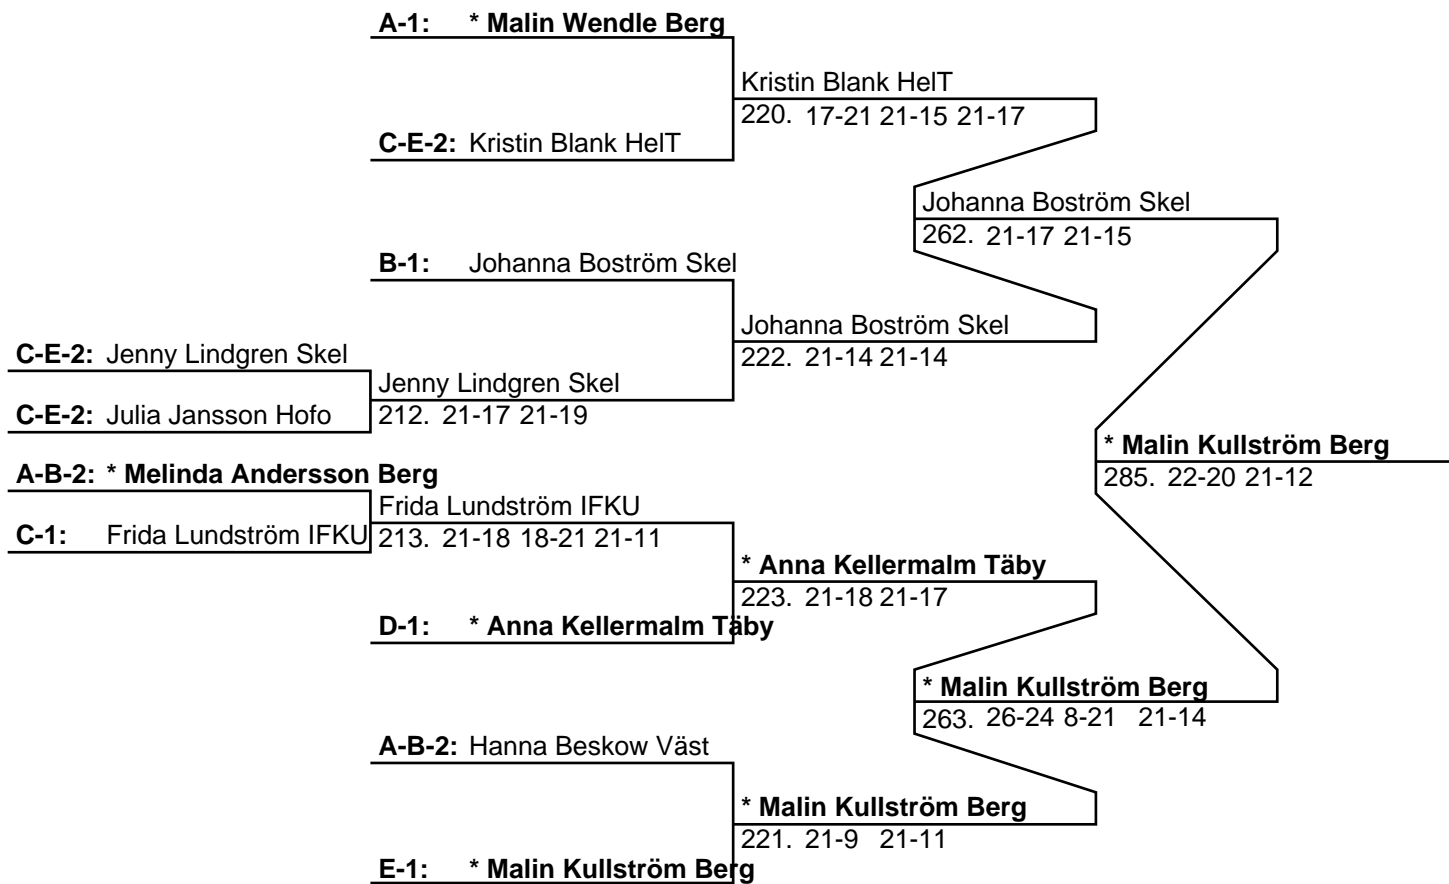 A-1: * Malin Wendle Berg
Kristin Blank HelT
220. 17-21 21-15 21-17
C-E-2: Kristin Blank HelT
Johanna Boström Skel
262. 21-17 21-15
B-1: Johanna Boström Skel
Johanna Boström Skel
222. 21-14 21-14
C-E-2: Jenny Lindgren Skel
Jenny Lindgren Skel
212. 21-17 21-19
C-E-2: Julia Jansson Hofo
* Malin Kullström Berg
285. 22-20 21-12
A-B-2: * Melinda Andersson Berg
Frida Lundström IFKU
213. 21-18 18-21 21-11
C-1: Frida Lundström IFKU
* Anna Kellermalm Täby
223. 21-18 21-17
D-1: * Anna Kellermalm Täby
* Malin Kullström Berg
263. 26-24 8-21 21-14
A-B-2: Hanna Beskow Väst
* Malin Kullström Berg
221. 21-9 21-11
E-1: * Malin Kullström Berg